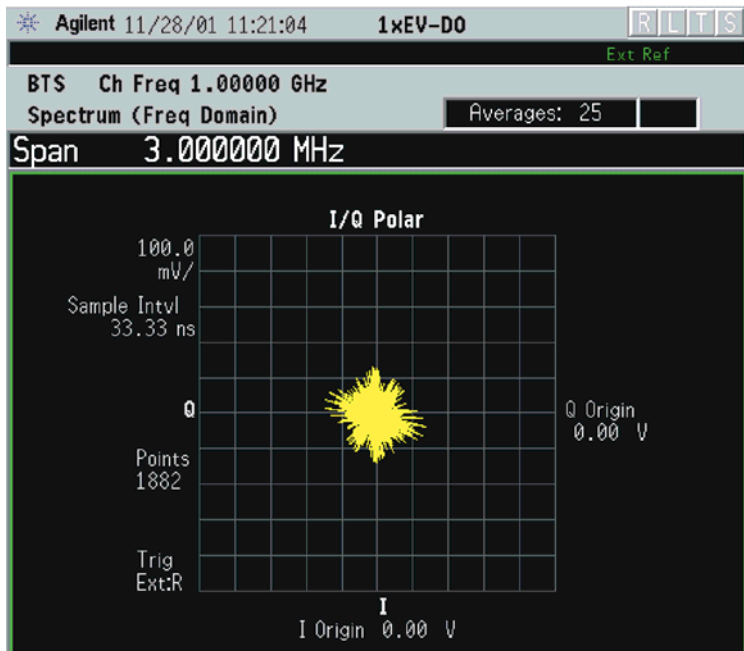 Agilent 11/28/01 11:21:04 1xEV-DO R L T S
Ext Ref
BTS Ch Freq 1.00000 GHz
Spectrum (Freq Domain) Averages: 25
Span 3.000000 MHz
I/Q Polar
100.0
mV/
Sample Intvl
33.33 ns
Q
Q Origin
0.00 V
Points
1882
Trig
Ext:R
I
I Origin 0.00 V